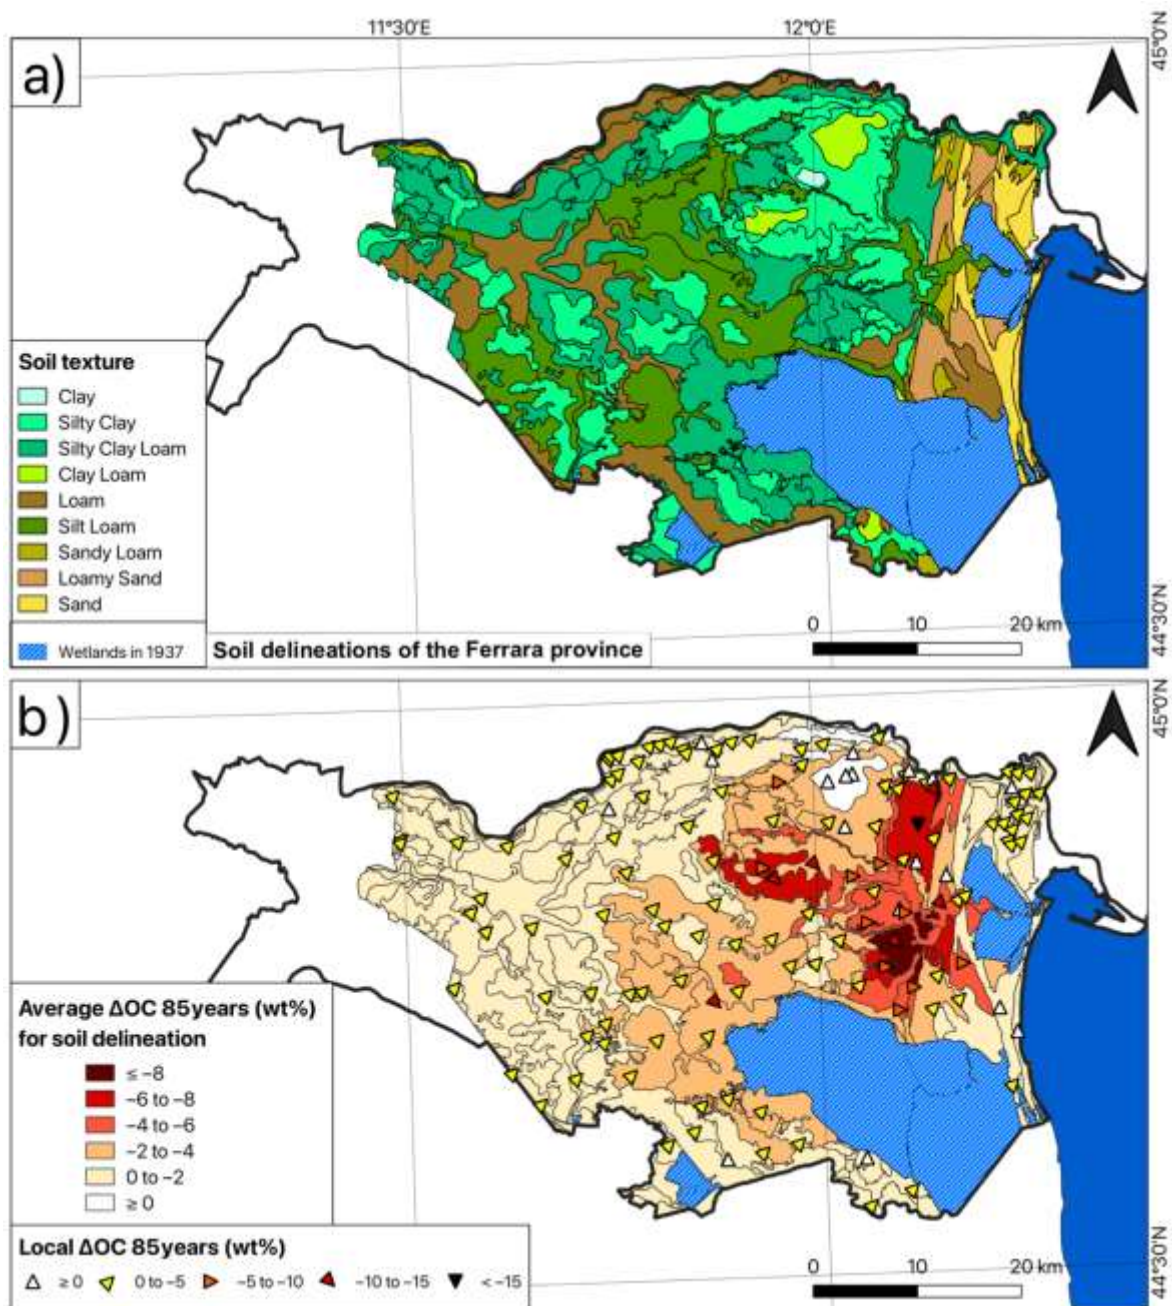 11°30'E 12°0'E
45°0'N
a)
Soil texture
Clay
Silty Clay
Silty Clay Loam
Clay Loam
Loam
Silt Loam
Sandy Loam
Loamy Sand
Sand
Wetlands in 1937
Soil delineations of the Ferrara province
0 10 20 km
44°30'N
b)
45°0'N
Average ΔOC 85years (wt%)
for soil delineation
≤ −8
−6 to −8
−4 to −6
−2 to −4
0 to −2
≥ 0
Local ΔOC 85years (wt%)
≥ 0 0 to −5 −5 to −10 −10 to −15 < −15
0 10 20 km
44°30'N